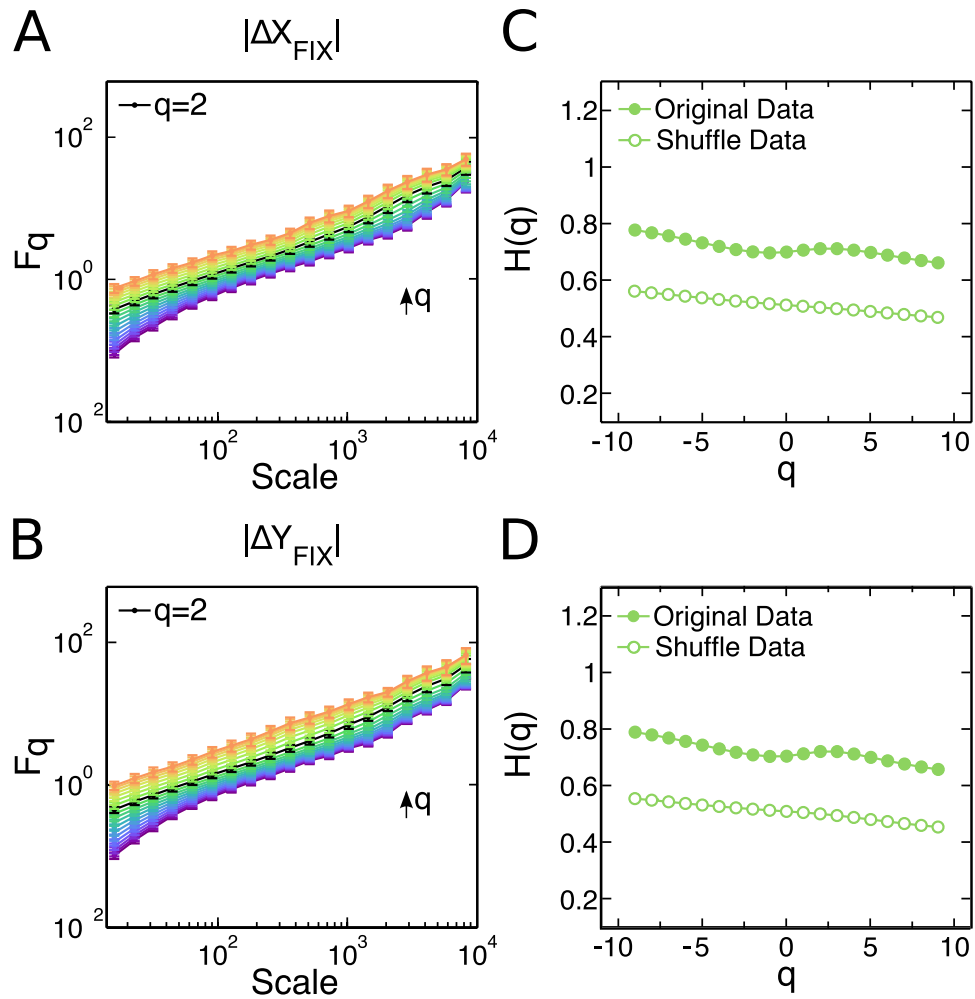 A
|ΔX_FIX|
q=2
Fq
10^2
10^0
10^2
q
10^2
10^3
10^4
Scale
C
Original Data
Shuffle Data
H(q)
1.2
1
0.8
0.6
0.4
0.2
-10
-5
0
5
10
q
B
|ΔY_FIX|
q=2
Fq
10^2
10^0
10^2
q
10^2
10^3
10^4
Scale
D
Original Data
Shuffle Data
H(q)
1.2
1
0.8
0.6
0.4
0.2
-10
-5
0
5
10
q